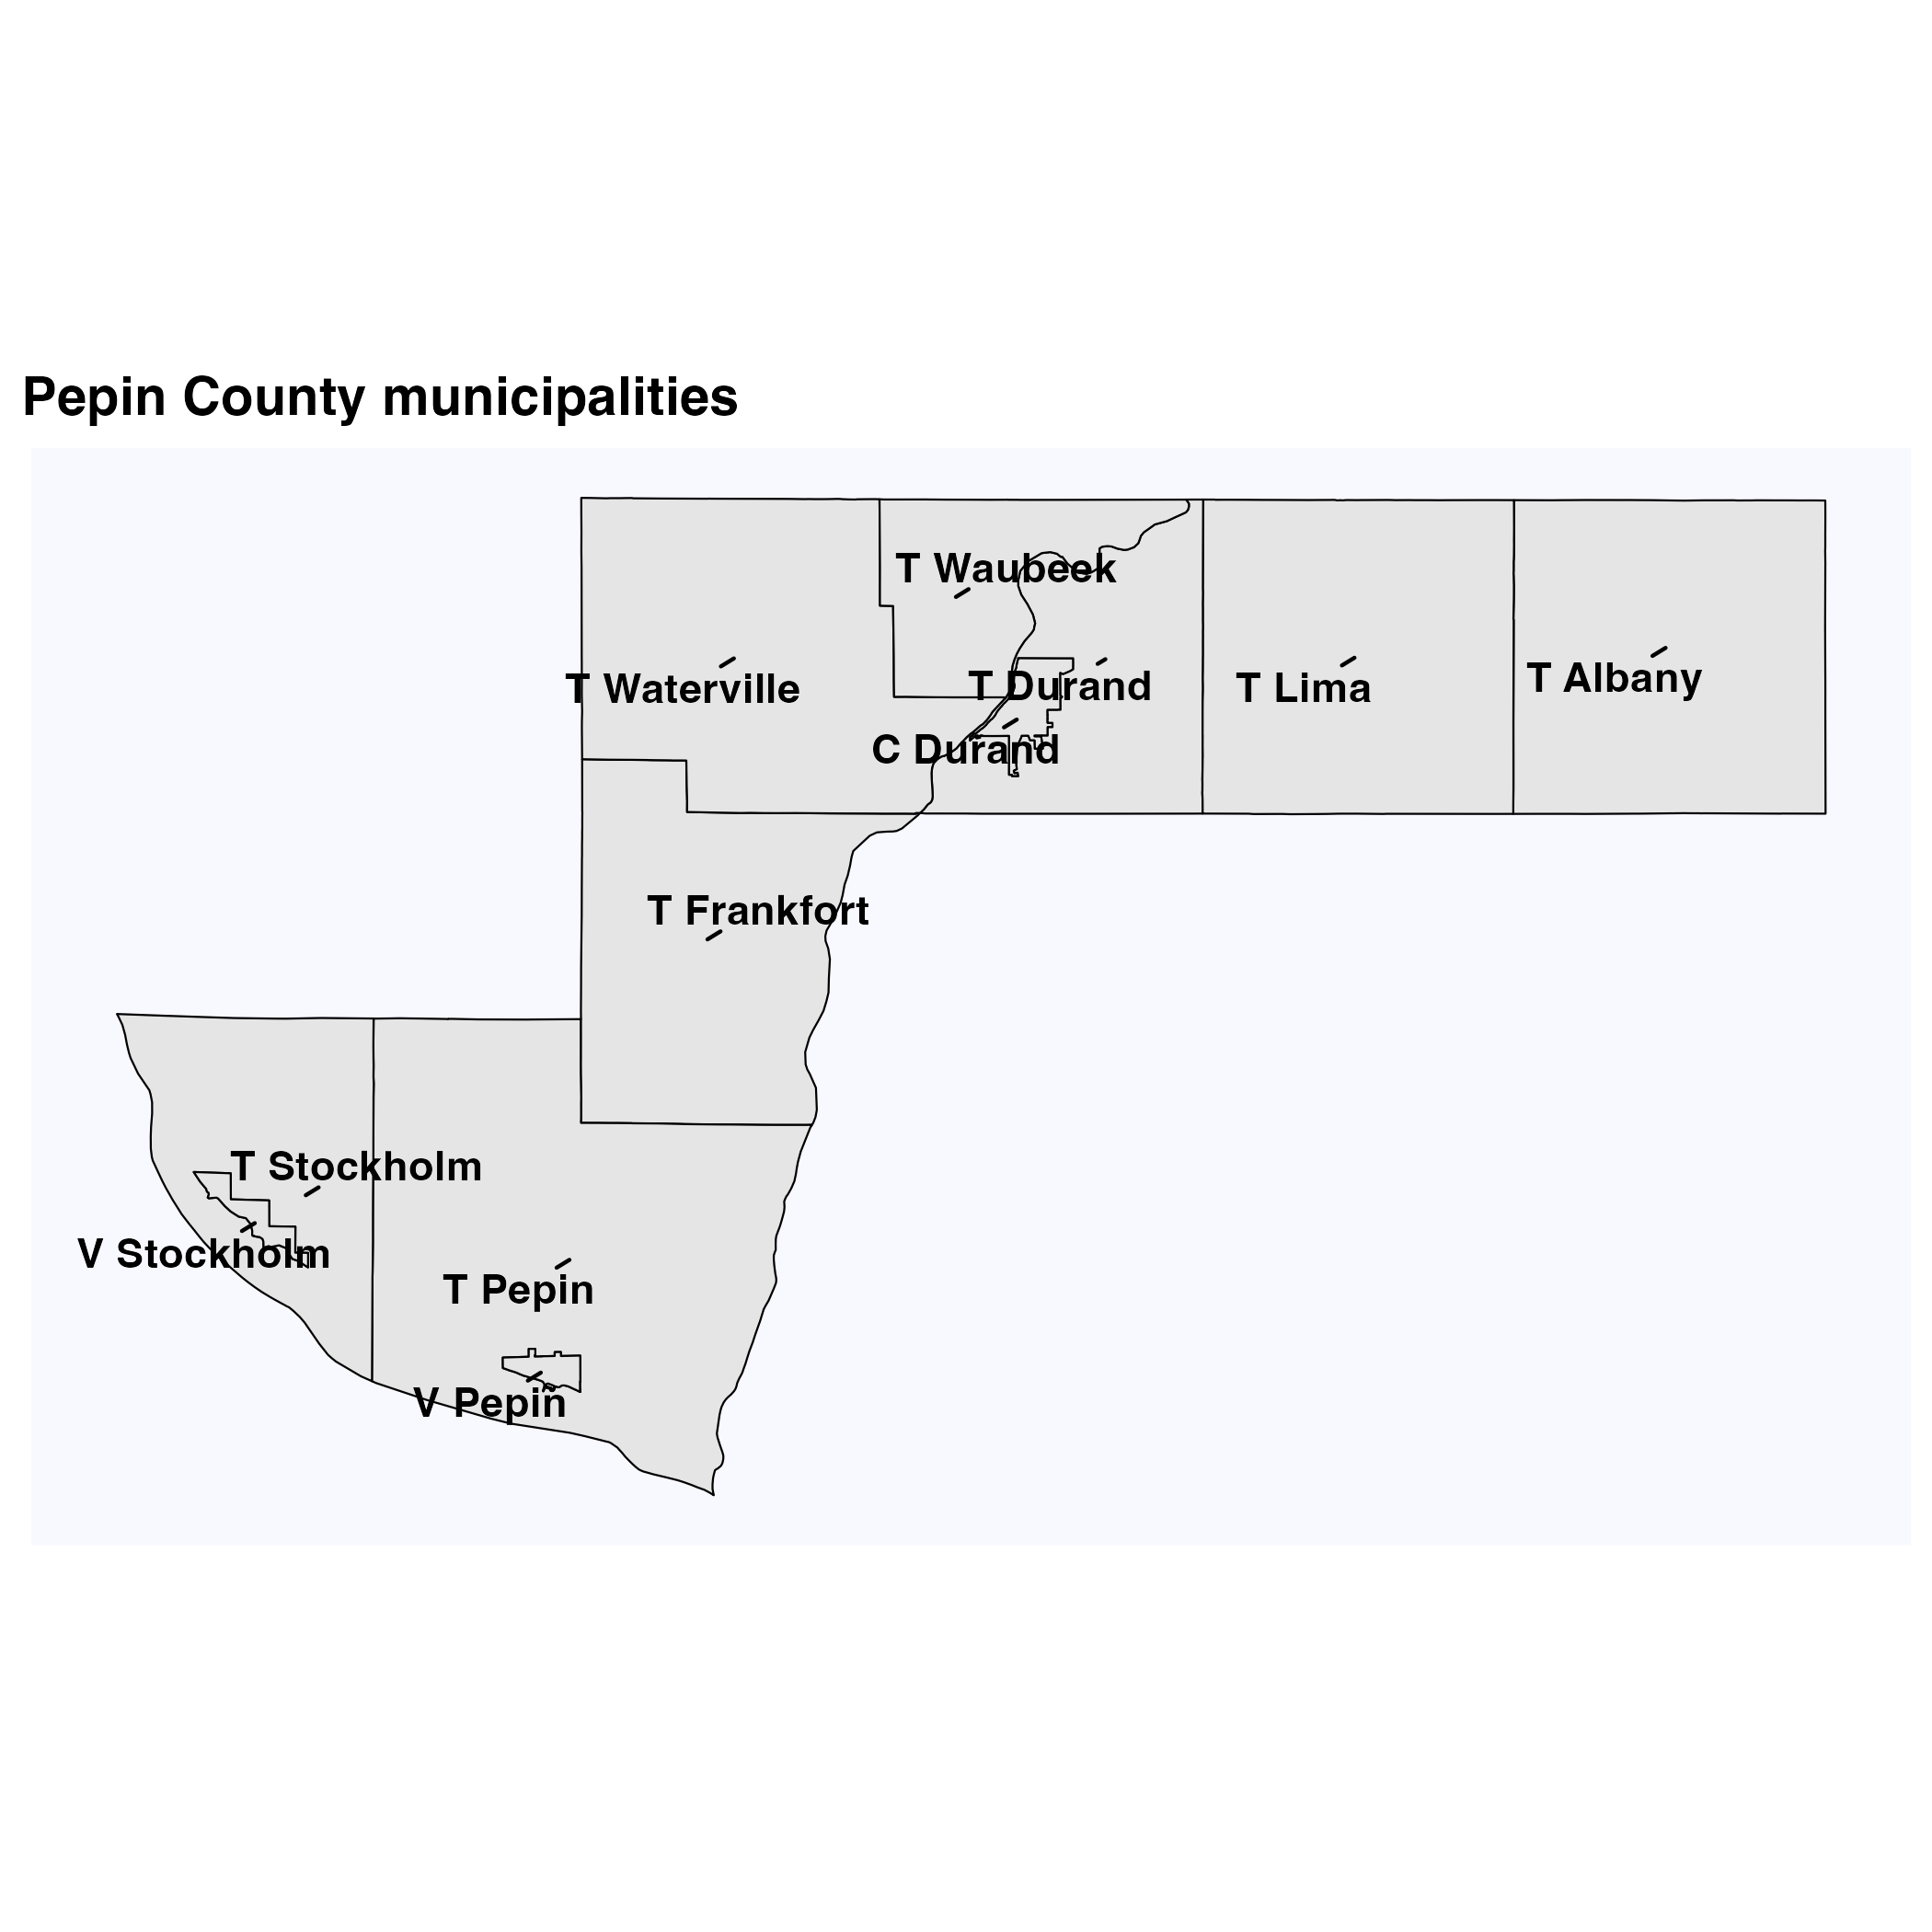 Pepin County municipalities
T Waubeek
T Waterville
T Durand
T Lima
T Albany
C Durand
T Frankfort
T Stockholm
V Stockholm
T Pepin
V Pepin